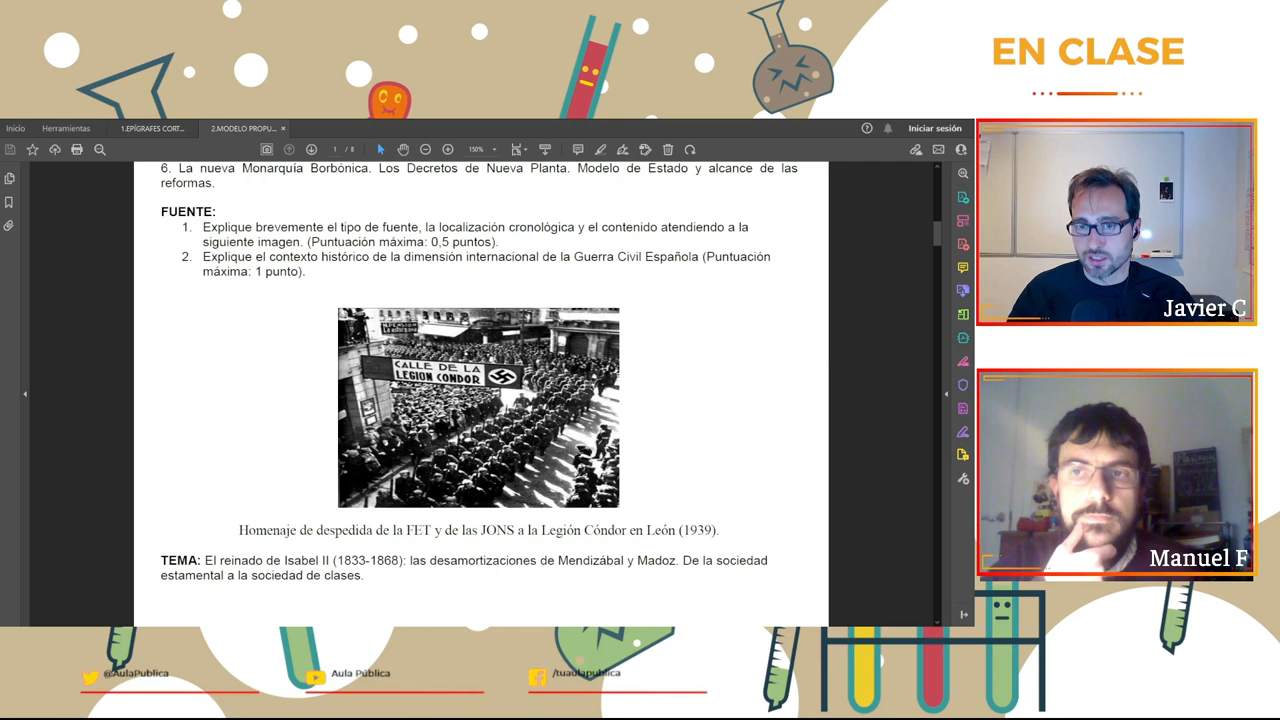 EN CLASE
Inicio
Herramientas
1.EPÍGRAFES CORT...
2.MODELO PROPU... ×
Iniciar sesión
1 / 8
150%
6. La nueva Monarquía Borbónica. Los Decretos de Nueva Planta. Modelo de Estado y alcance de las
reformas.
FUENTE:
1. Explique brevemente el tipo de fuente, la localización cronológica y el contenido atendiendo a la
siguiente imagen. (Puntuación máxima: 0,5 puntos).
2. Explique el contexto histórico de la dimensión internacional de la Guerra Civil Española (Puntuación
máxima: 1 punto).
CALLE DE LA
LEGION CONDOR
Homenaje de despedida de la FET y de las JONS a la Legión Cóndor en León (1939).
TEMA: El reinado de Isabel II (1833-1868): las desamortizaciones de Mendizábal y Madoz. De la sociedad
estamental a la sociedad de clases.
Javier C
Manuel F
@AulaPublica
Aula Pública
/tuaulapublica